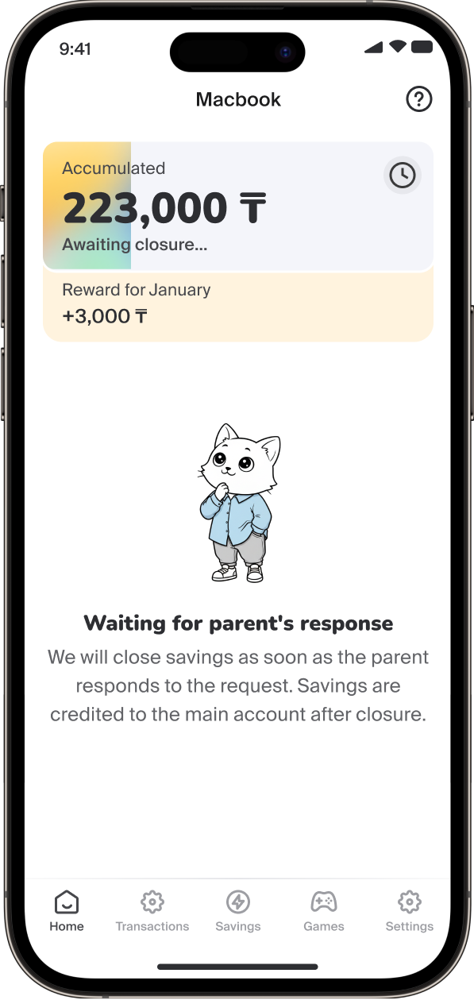 9:41
Macbook
Accumulated
223,000 ₸
Awaiting closure...
Reward for January
+3,000 ₸
Waiting for parent's response
We will close savings as soon as the parent
responds to the request. Savings are
credited to the main account after closure.
Home
Transactions
Savings
Games
Settings